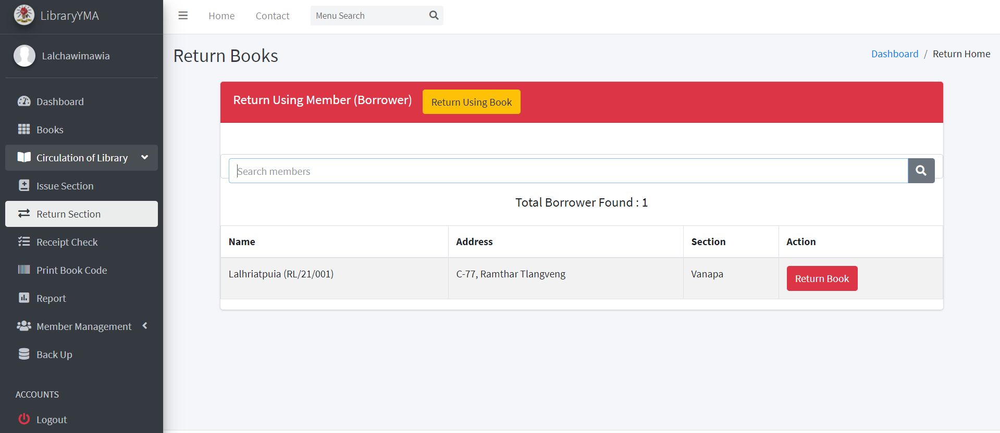 LibraryYMA
Home
Contact
Menu Search
Lalchawimawia
Dashboard
Books
Circulation of Library
Issue Section
Return Section
Receipt Check
Print Book Code
Report
Member Management
Back Up
ACCOUNTS
Logout
Return Books
Dashboard / Return Home
Return Using Member (Borrower)
Return Using Book
Search members
Total Borrower Found : 1
Name Address Section Action
Lalhriatpuia (RL/21/001) C-77, Ramthar Tlangveng Vanapa Return Book